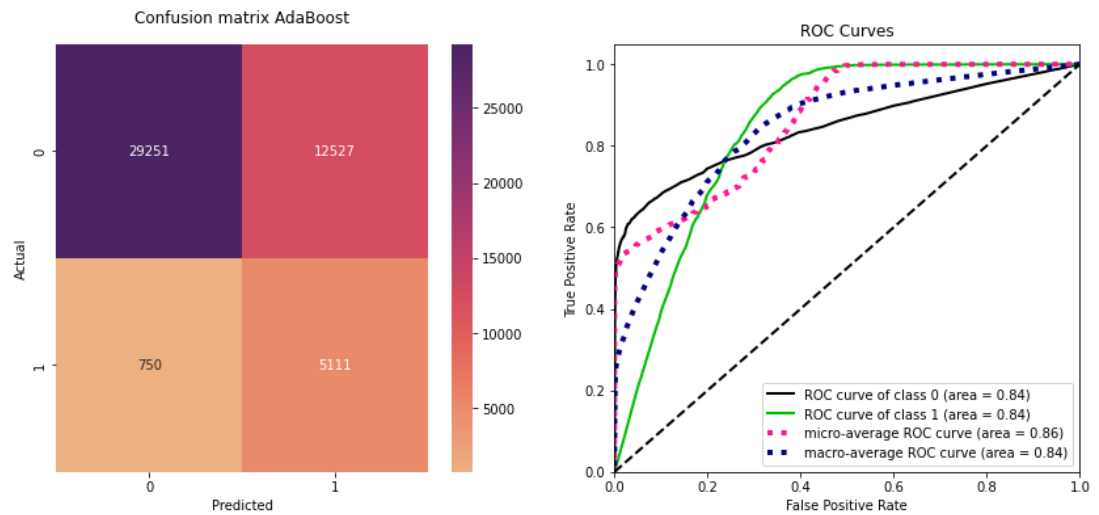 Confusion matrix AdaBoost
Actual
0
1
29251
12527
750
5111
0
1
Predicted
25000
20000
15000
10000
5000
ROC Curves
True Positive Rate
1.0
0.8
0.6
0.4
0.2
0.0
0.0
0.2
0.4
0.6
0.8
1.0
False Positive Rate
ROC curve of class 0 (area = 0.84)
ROC curve of class 1 (area = 0.84)
micro-average ROC curve (area = 0.86)
macro-average ROC curve (area = 0.84)